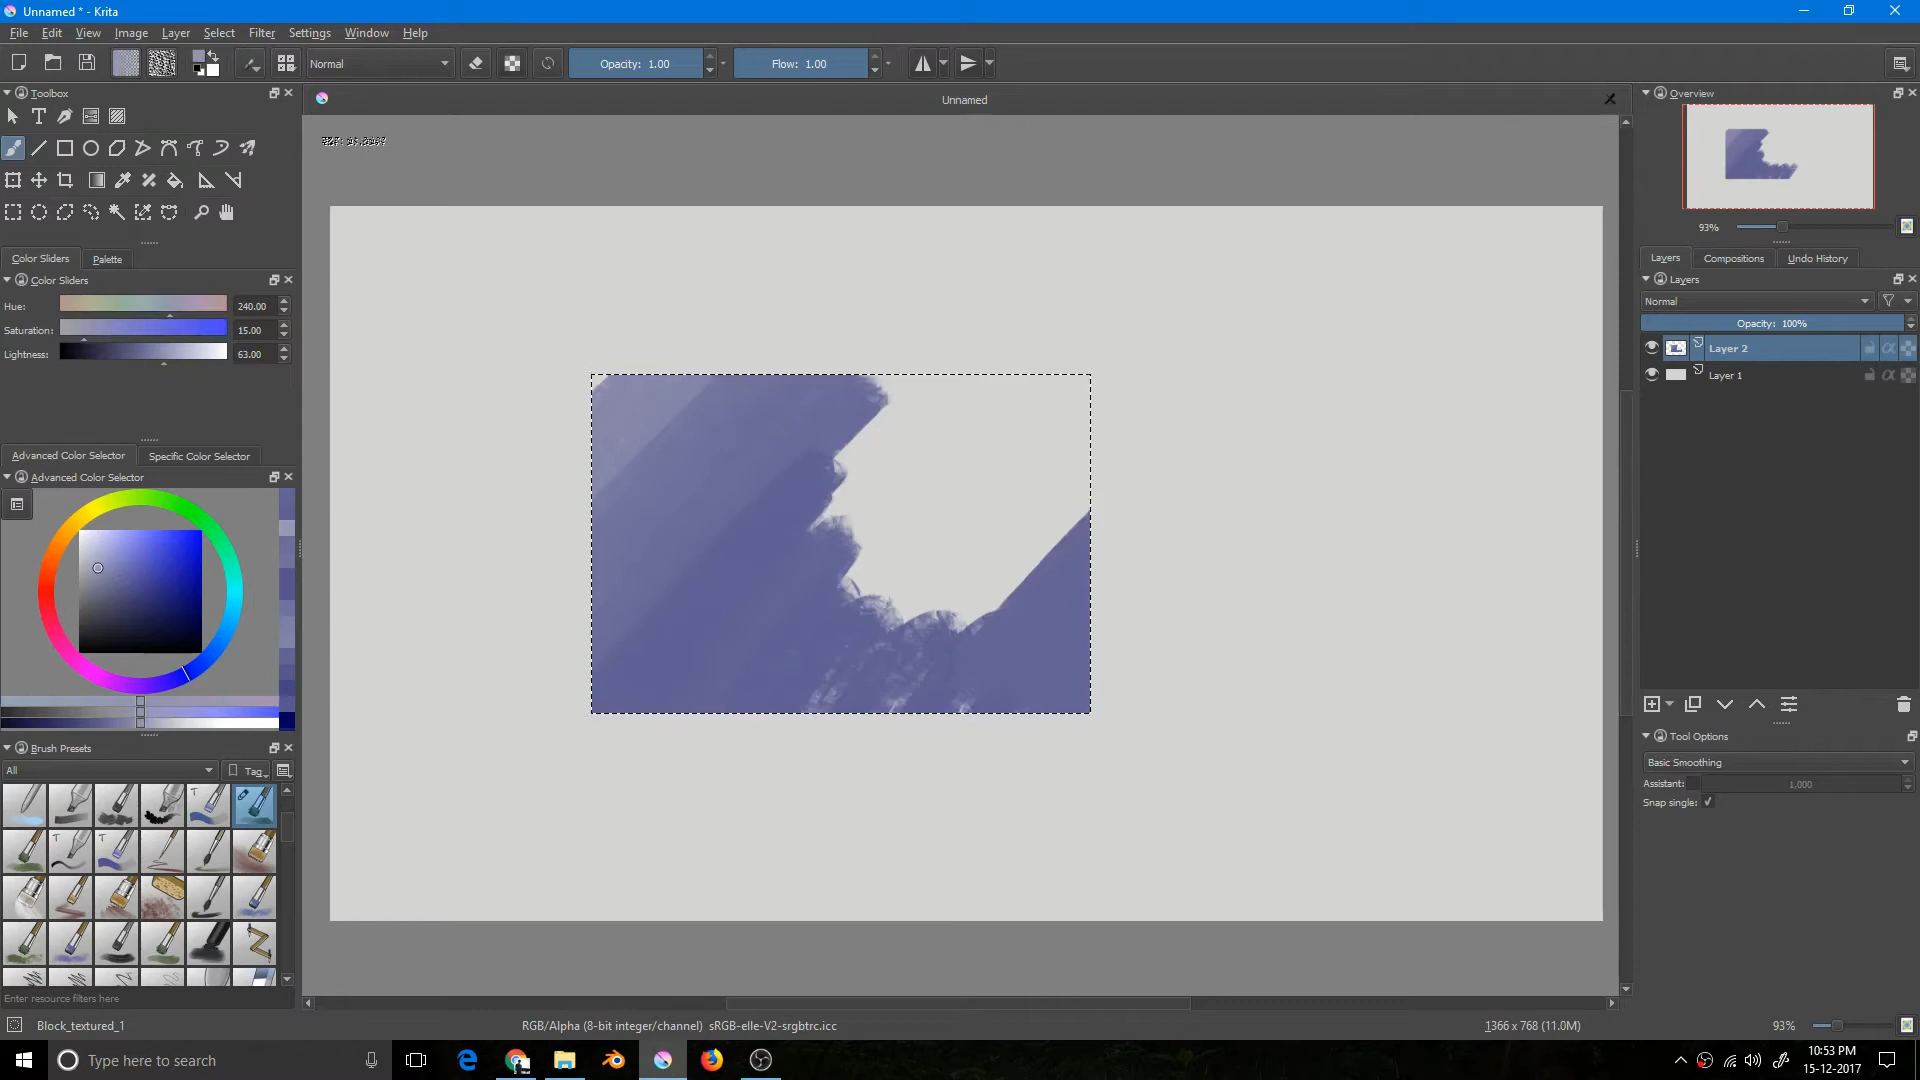 Unnamed * - Krita
File Edit View Image Layer Select Filter Settings Window Help
Normal Opacity: 1.00 Flow: 1.00
Toolbox
Unnamed
Overview
93%
Color Sliders Palette
Color Sliders
Hue: 240.00
Saturation: 15.00
Lightness: 63.00
Layers Compositions Undo History
Layers
Normal
Opacity: 100%
Layer 2
Layer 1
Advanced Color Selector Specific Color Selector
Advanced Color Selector
Brush Presets
All Tag
T
T T
Enter resource filters here
Tool Options
Basic Smoothing
Assistant: 1,000
Snap single:
Block_textured_1
RGB/Alpha (8-bit integer/channel) sRGB-elle-V2-srgbtrc.icc
1366 x 768 (11.0M)
93%
Type here to search
10:53 PM
15-12-2017